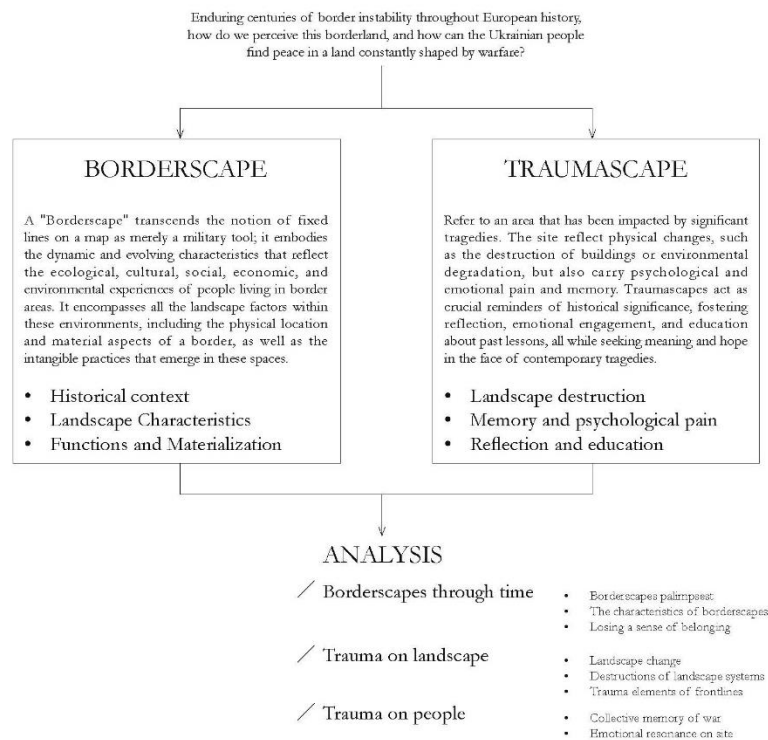 Enduring centuries of border instability throughout European history,
how do we perceive this borderland, and how can the Ukrainian people
find peace in a land constantly shaped by warfare?
BORDERSCAPE
A "Borderscape" transcends the notion of fixed
lines on a map as merely a military tool; it embodies
the dynamic and evolving characteristics that reflect
the ecological, cultural, social, economic, and
environmental experiences of people living in border
areas. It encompasses all the landscape factors within
these environments, including the physical location
and material aspects of a border, as well as the
intangible practices that emerge in these spaces.
• Historical context
• Landscape Characteristics
• Functions and Materialization
TRAUMASCAPE
Refer to an area that has been impacted by significant
tragedies. The site reflect physical changes, such
as the destruction of buildings or environmental
degradation, but also carry psychological and
emotional pain and memory. Traumascapes act as
crucial reminders of historical significance, fostering
reflection, emotional engagement, and education
about past lessons, all while seeking meaning and hope
in the face of contemporary tragedies.
• Landscape destruction
• Memory and psychological pain
• Reflection and education
ANALYSIS
/ Borderscapes through time
• Borderscapes palimpsest
• The characteristics of borderscapes
• Losing a sense of belonging
/ Trauma on landscape
• Landscape change
• Destructions of landscape systems
• Trauma elements of frontlines
/ Trauma on people
• Collective memory of war
• Emotional resonance on site